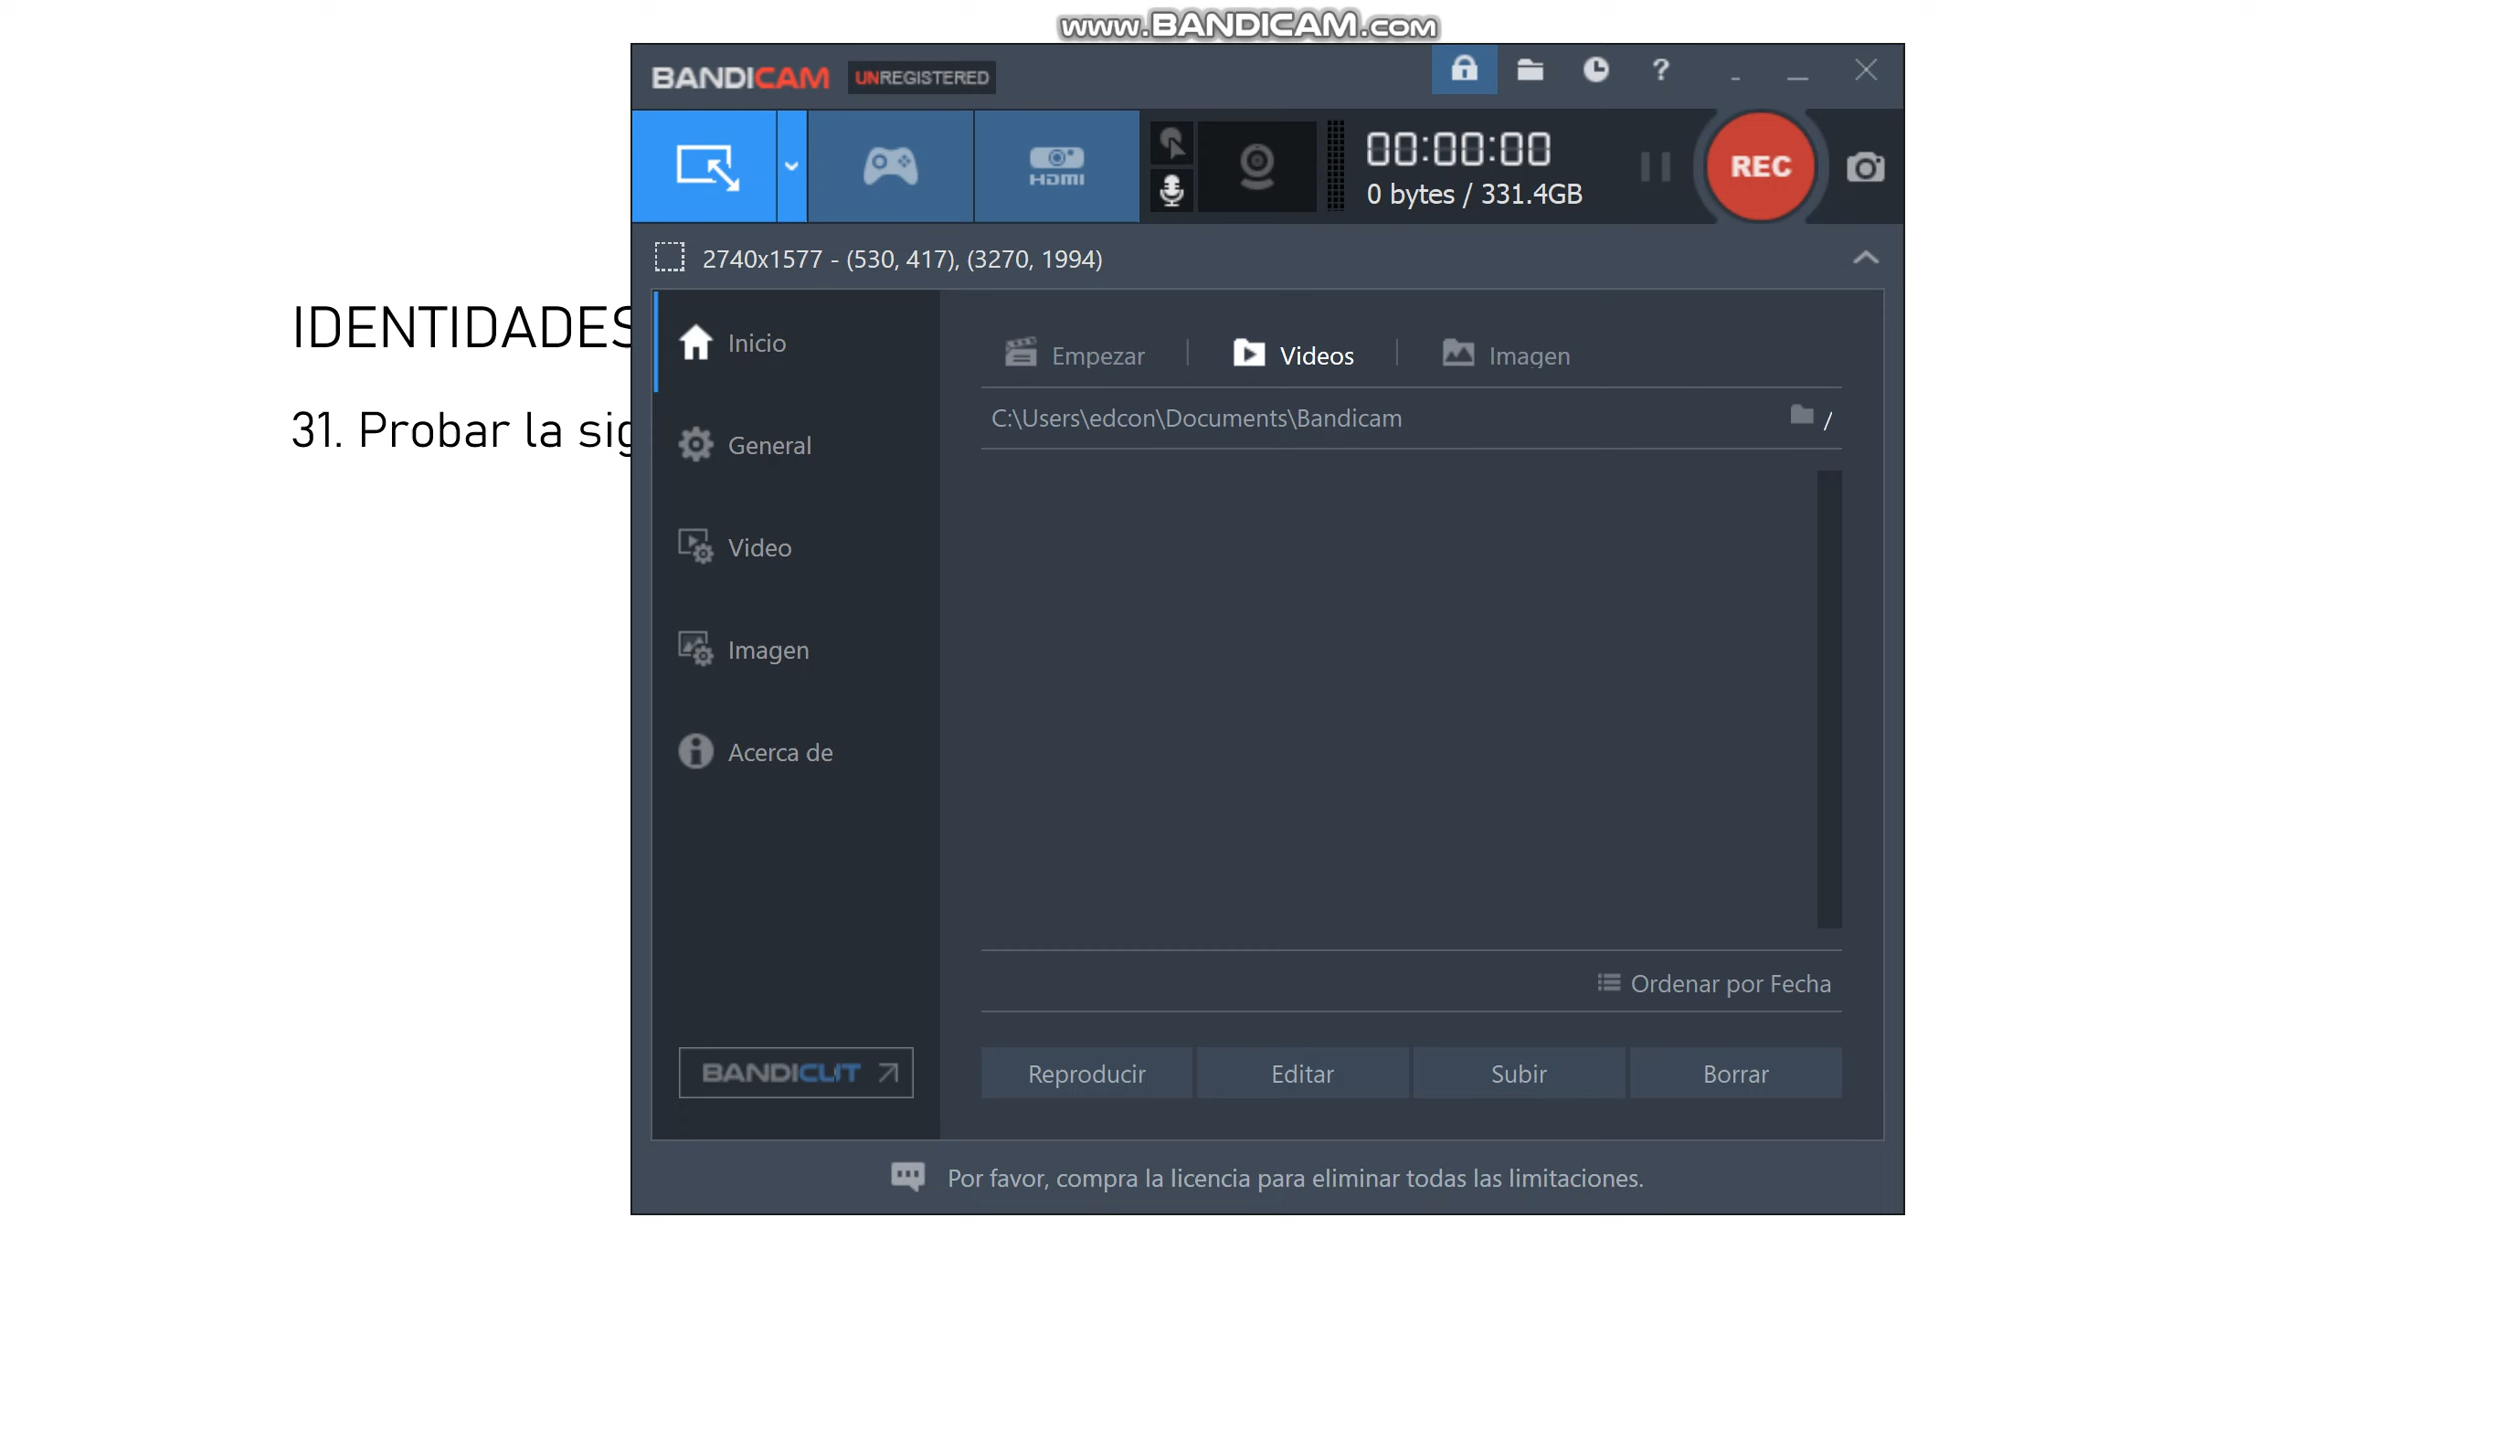 www.BANDICAM.com
BANDICAM UNREGISTERED
HDMI
00:00:00
REC
0 bytes / 331.4GB
2740x1577 - (530, 417), (3270, 1994)
IDENTIDADES
31. Probar la sig
Inicio
General
Video
Imagen
Acerca de
BANDICUT
Empezar | Videos | Imagen
C:\Users\edcon\Documents\Bandicam
/
Ordenar por Fecha
Reproducir Editar Subir Borrar
Por favor, compra la licencia para eliminar todas las limitaciones.